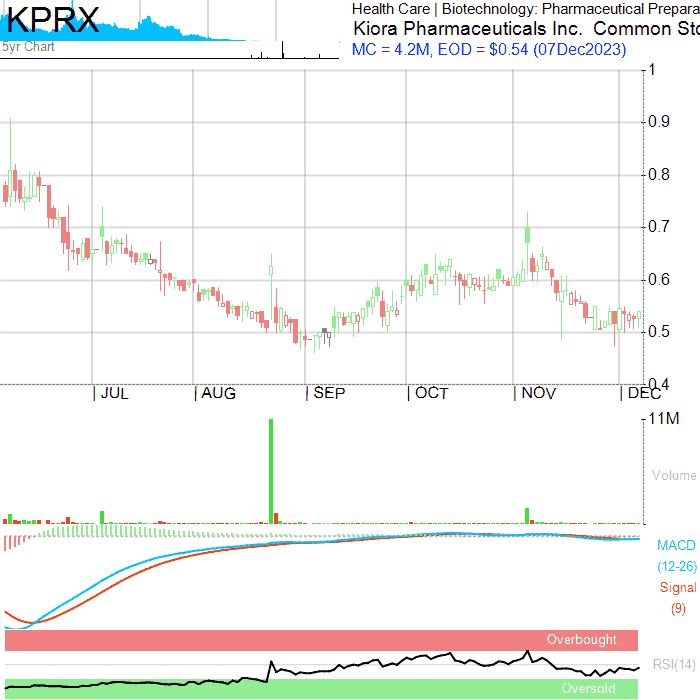 KPRX
5yr Chart
Health Care | Biotechnology: Pharmaceutical Prepara
Kiora Pharmaceuticals Inc. Common Sto
MC = 4.2M, EOD = $0.54 (07Dec2023)
1
0.9
0.8
0.7
0.6
0.5
0.4
JUL AUG SEP OCT NOV DEC
11M
Volume
MACD
(12-26)
Signal
(9)
Overbought
RSI(14)
Oversold